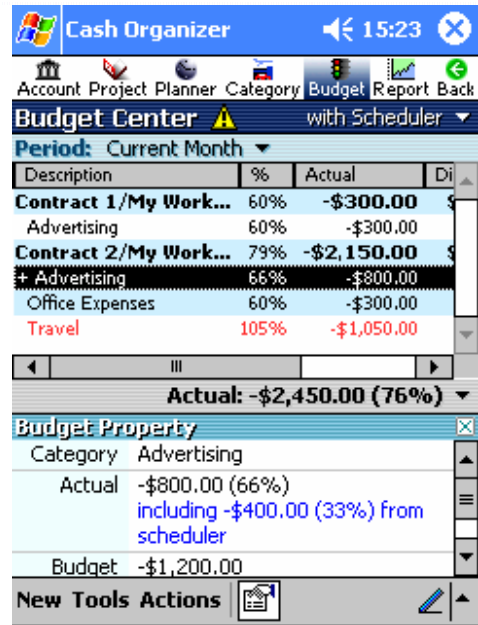 Cash Organizer 15:23
Account Project Planner Category Budget Report Back
Budget Center with Scheduler
Period: Current Month
Description % Actual Di
Contract 1/My Work... 60% -$300.00 $
Advertising 60% -$300.00
Contract 2/My Work... 79% -$2,150.00 $
+ Advertising 66% -$800.00
Office Expenses 60% -$300.00
Travel 105% -$1,050.00
Actual: -$2,450.00 (76%)
Budget Property
Category Advertising
Actual -$800.00 (66%)
including -$400.00 (33%) from
scheduler
Budget -$1,200.00
New Tools Actions